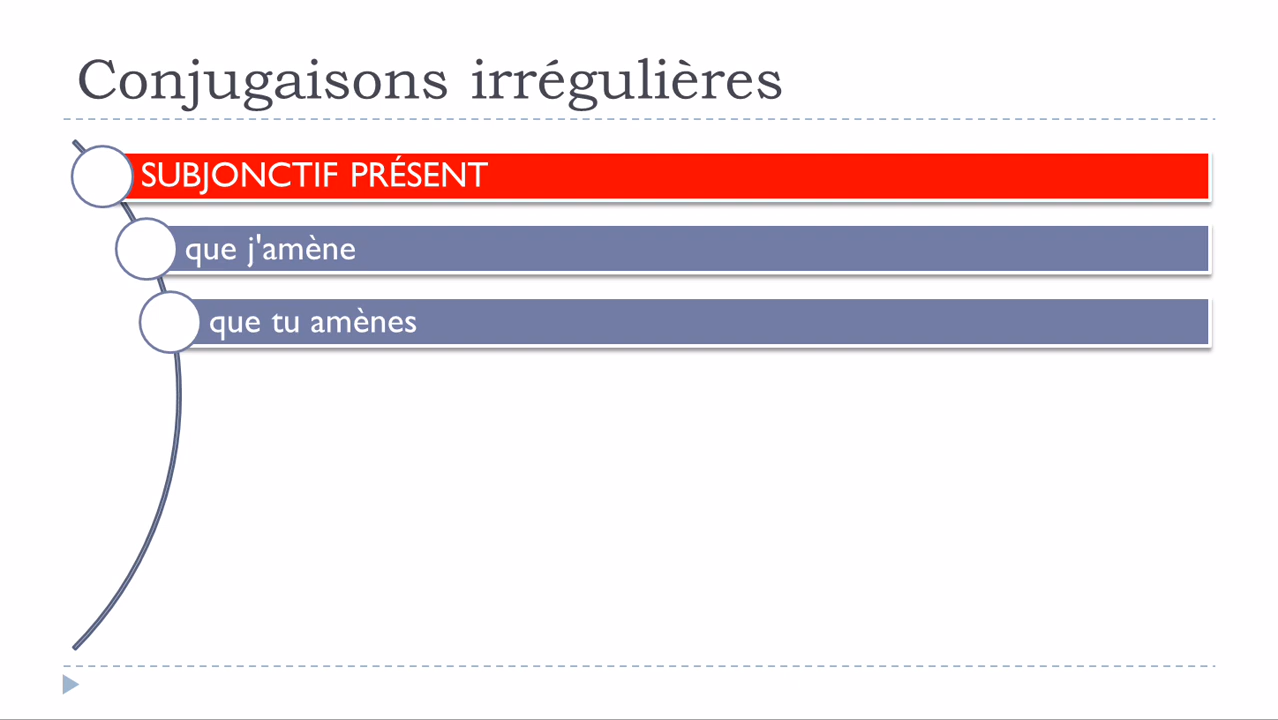 Conjugaisons irrégulières
SUBJONCTIF PRÉSENT
que j'amène
que tu amènes